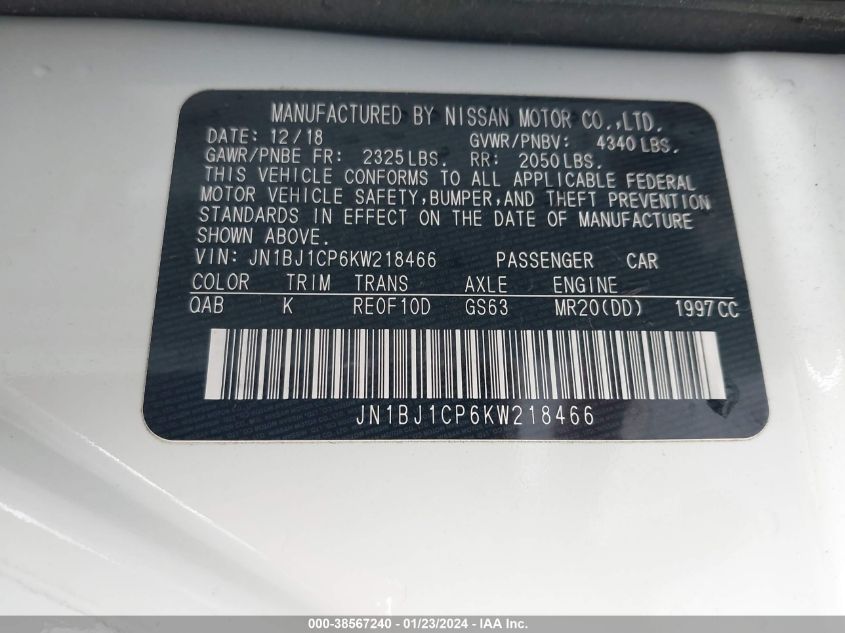 MANUFACTURED BY NISSAN MOTOR CO.,LTD.
DATE: 12/18 GVWR/PNBV: 4340 LBS.
GAWR/PNBE FR: 2325 LBS. RR: 2050 LBS.
THIS VEHICLE CONFORMS TO ALL APPLICABLE FEDERAL
MOTOR VEHICLE SAFETY,BUMPER,AND THEFT PREVENTION
STANDARDS IN EFFECT ON THE DATE OF MANUFACTURE
SHOWN ABOVE.
VIN: JN1BJ1CP6KW218466 PASSENGER CAR
COLOR TRIM TRANS AXLE ENGINE
QAB K RE0F10D GS63 MR20(DD) 1997CC
JN1BJ1CP6KW218466
000-38567240 - 01/23/2024 - IAA Inc.